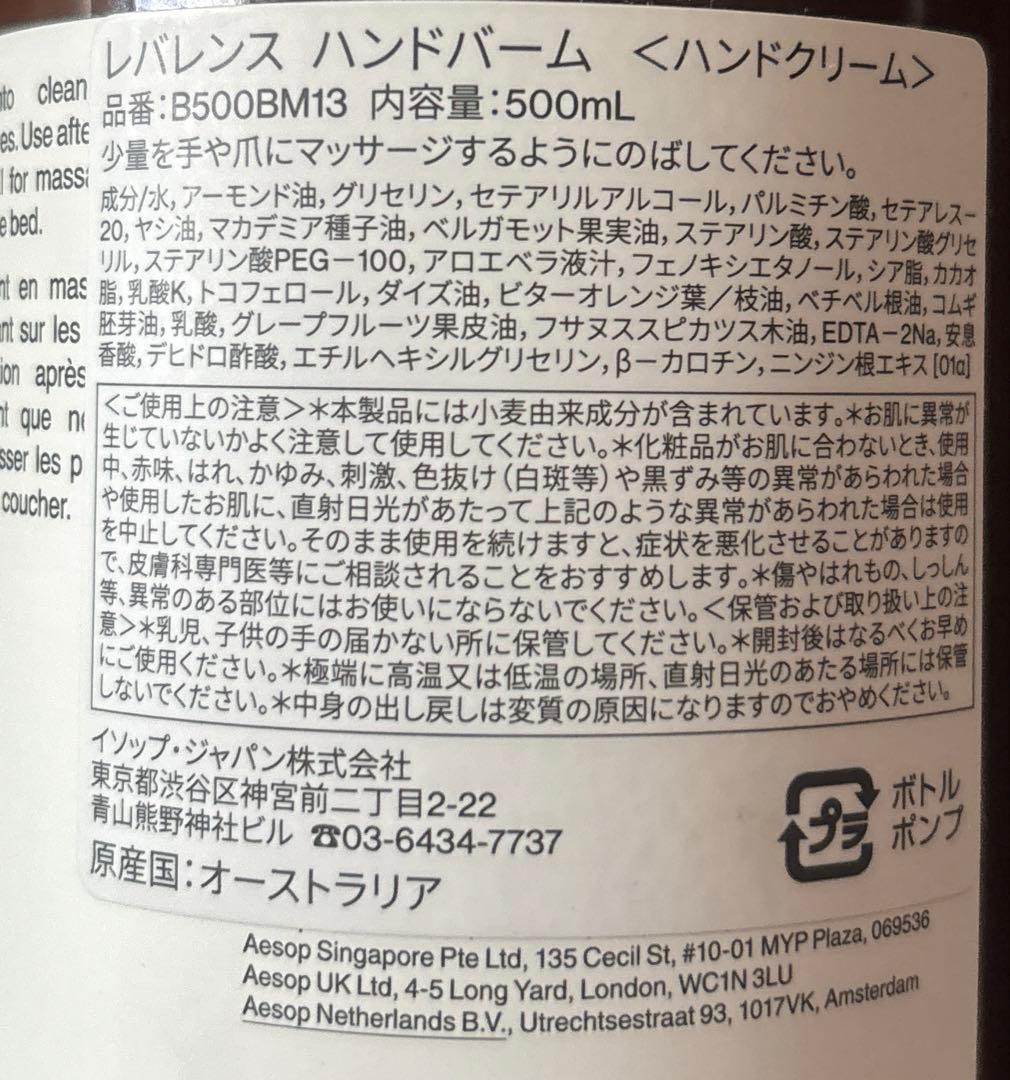 nto clean
es. Use afte
l for massa
e bed.
nt en mas
nt sur les
ion après
nt que ne
sser les p
coucher.
レバレンス ハンドバーム <ハンドクリーム>
品番:B500BM13 内容量:500mL
少量を手や爪にマッサージするようにのばしてください。
成分/水, アーモンド油, グリセリン, セテアリルアルコール, パルミチン酸, セテアレスー
20, ヤシ油, マカデミア種子油, ベルガモット果実油, ステアリン酸, ステアリン酸グリセ
リル, ステアリン酸PEGー100, アロエベラ液汁, フェノキシエタノール, シア脂, カカオ
脂, 乳酸K, トコフェロール, ダイズ油, ビターオレンジ葉/枝油, ベチベル根油, コムギ
胚芽油, 乳酸, グレープフルーツ果皮油, フサヌススピカツス木油, EDTAー2Na, 安息
香酸, デヒドロ酢酸, エチルヘキシルグリセリン, βーカロチン, ニンジン根エキス [01α]
<ご使用上の注意>*本製品には小麦由来成分が含まれています。*お肌に異常が
生じていないかよく注意して使用してください。*化粧品がお肌に合わないとき、使用
中、赤味、はれ、かゆみ、刺激、色抜け(白斑等)や黒ずみ等の異常があらわれた場合
や使用したお肌に、直射日光があたって上記のような異常があらわれた場合は使用
を中止してください。そのまま使用を続けますと、症状を悪化させることがありますの
で、皮膚科専門医等にご相談されることをおすすめします。*傷やはれもの、しっしん
等、異常のある部位にはお使いにならないでください。<保管および取り扱い上の注
意>*乳児、子供の手の届かない所に保管してください。*開封後はなるべくお早め
にご使用ください。*極端に高温又は低温の場所、直射日光のあたる場所には保管
しないでください。*中身の出し戻しは変質の原因になりますのでおやめください。
イソップ・ジャパン株式会社
東京都渋谷区神宮前二丁目2-22
青山熊野神社ビル ☎03-6434-7737
原産国:オーストラリア
プラ
ボトル
ポンプ
Aesop Singapore Pte Ltd, 135 Cecil St, #10-01 MYP Plaza, 069536
Aesop UK Ltd, 4-5 Long Yard, London, WC1N 3LU
Aesop Netherlands B.V., Utrechtsestraat 93, 1017VK, Amsterdam